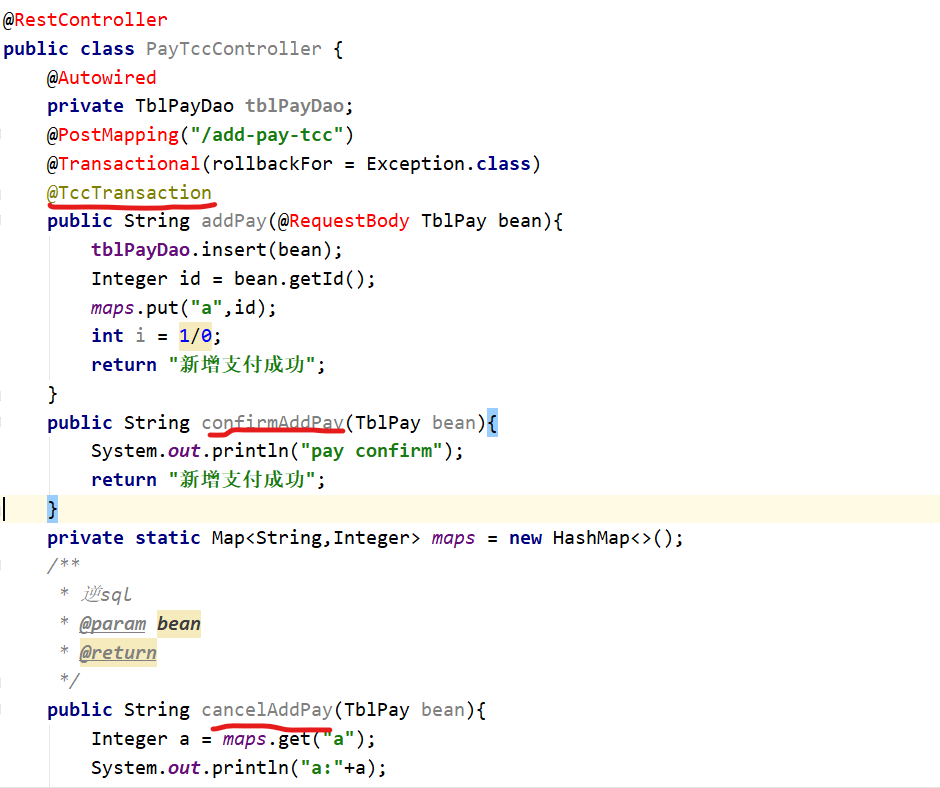 @RestController
public class PayTccController {
    @Autowired
    private TblPayDao tblPayDao;
    @PostMapping("/add-pay-tcc")
    @Transactional(rollbackFor = Exception.class)
    @TccTransaction
    public String addPay(@RequestBody TblPay bean){
        tblPayDao.insert(bean);
        Integer id = bean.getId();
        maps.put("a",id);
        int i = 1/0;
        return "新增支付成功";
    }
    public String confirmAddPay(TblPay bean){
        System.out.println("pay confirm");
        return "新增支付成功";
    }
    private static Map<String,Integer> maps = new HashMap<>();
    /**
     * 逆sql
     * @param bean
     * @return
     */
    public String cancelAddPay(TblPay bean){
        Integer a = maps.get("a");
        System.out.println("a:"+a);